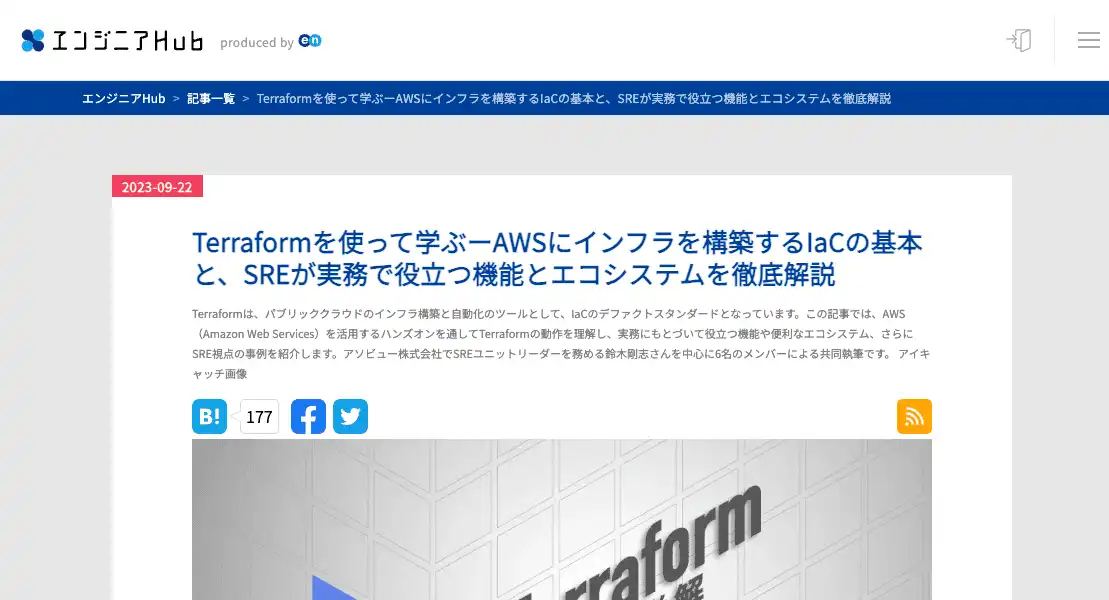 エンジニアHub produced by en
エンジニアHub > 記事一覧 > Terraformを使って学ぶーAWSにインフラを構築するIaCの基本と、SREが実務で役立つ機能とエコシステムを徹底解説
2023-09-22
Terraformを使って学ぶーAWSにインフラを構築するIaCの基本
と、SREが実務で役立つ機能とエコシステムを徹底解説
Terraformは、パブリッククラウドのインフラ構築と自動化のツールとして、IaCのデファクトスタンダードとなっています。この記事では、AWS
（Amazon Web Services）を活用するハンズオンを通してTerraformの動作を理解し、実務にもとづいて役立つ機能や便利なエコシステム、さらに
SRE視点の事例を紹介します。アソビュー株式会社でSREユニットリーダーを務める鈴木剛志さんを中心に6名のメンバーによる共同執筆です。 アイキ
ャッチ画像
B! 177
Terraform